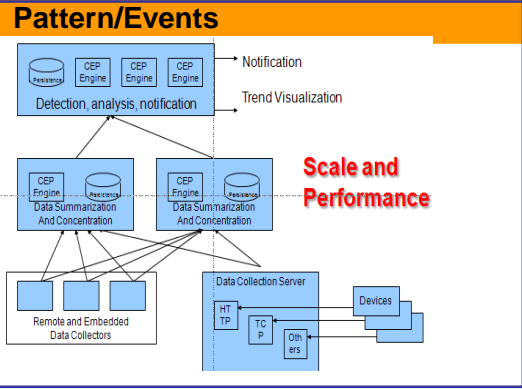 Pattern/Events
Persistence
CEP
Engine
CEP
Engine
CEP
Engine
Detection, analysis, notification
Notification
Trend Visualization
CEP
Engine
Persistence
Data Summarization
And Concentration
CEP
Engine
Persistence
Data Summarization
And Concentration
Scale and
Performance
Remote and Embedded
Data Collectors
Data Collection Server
HT
TP
TC
P
Oth
ers
Devices